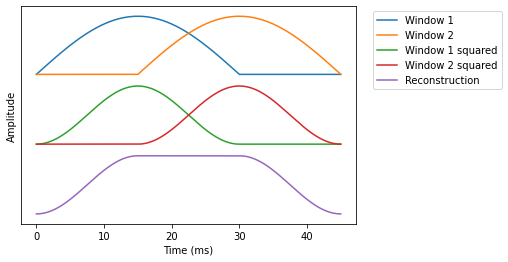 Window 1
Window 2
Window 1 squared
Window 2 squared
Reconstruction
Amplitude
0 10 20 30 40
Time (ms)